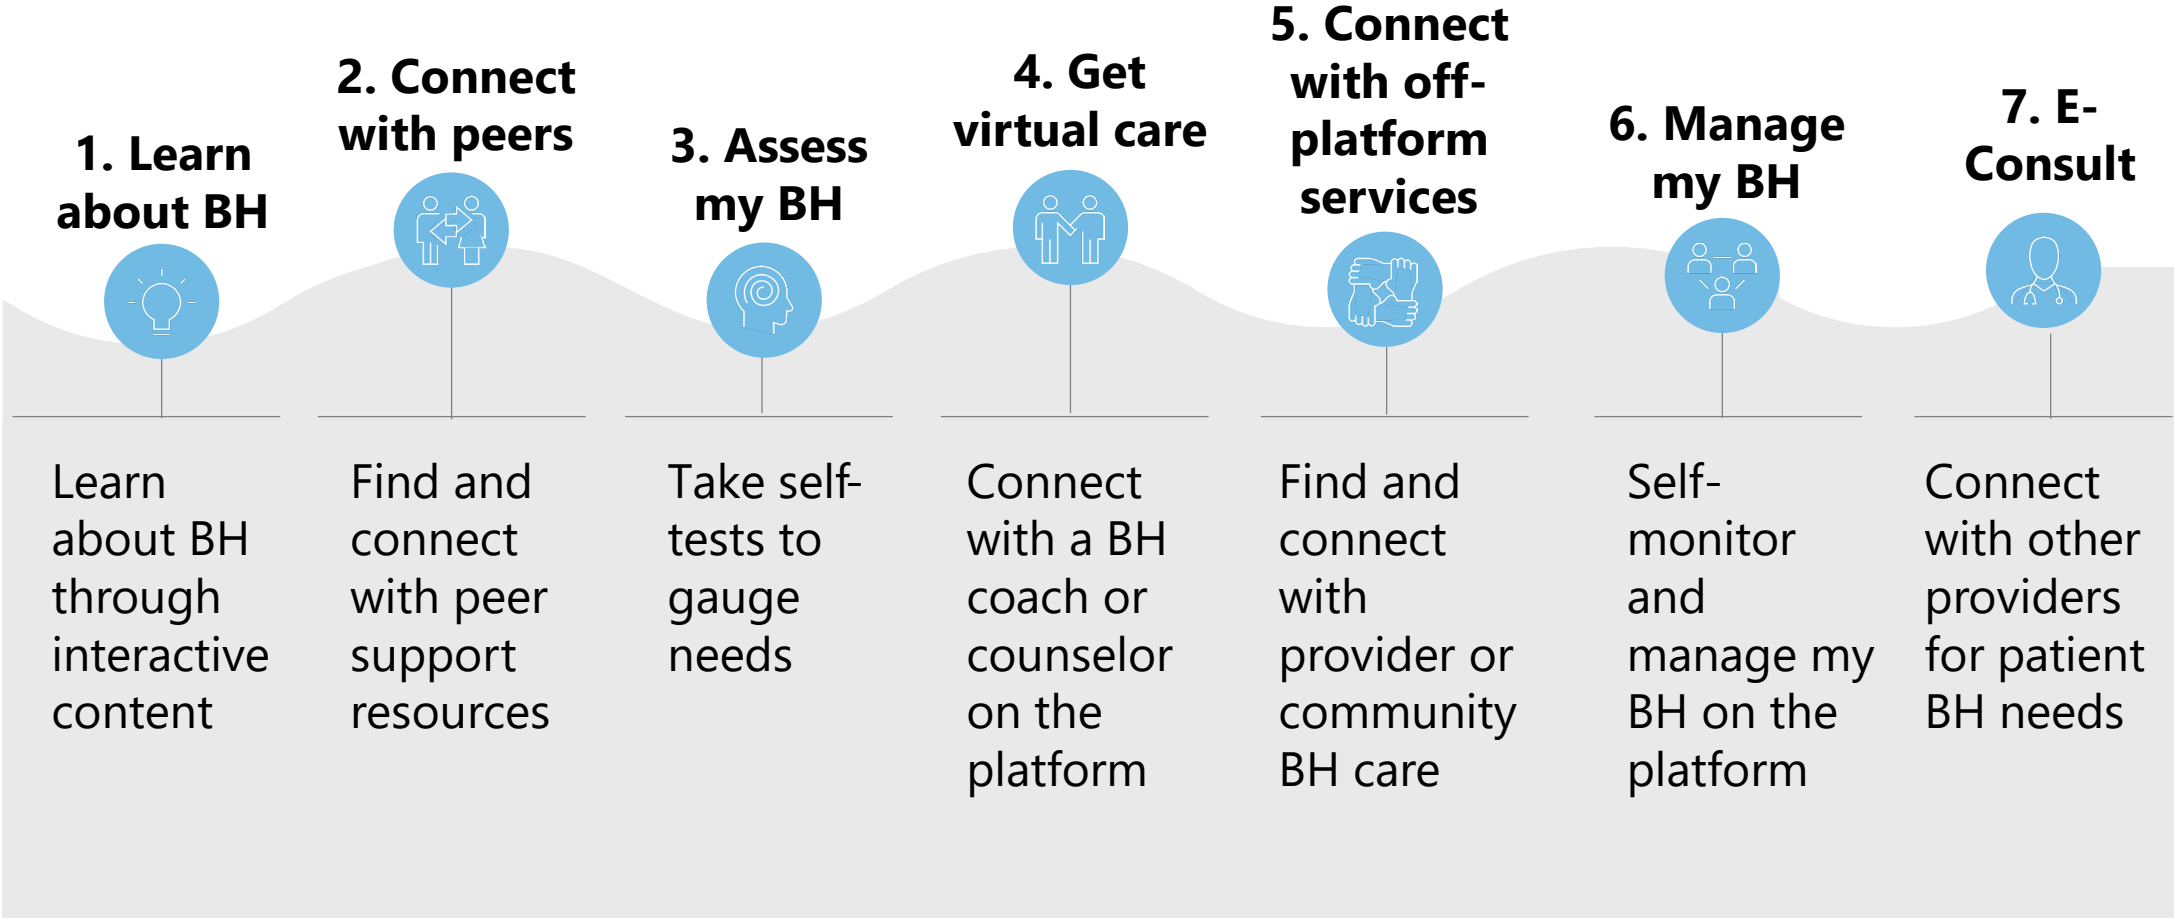 1. Learn
about BH
Learn
about BH
through
interactive
content
2. Connect
with peers
Find and
connect
with peer
support
resources
3. Assess
my BH
Take self-
tests to
gauge
needs
4. Get
virtual care
Connect
with a BH
coach or
counselor
on the
platform
5. Connect
with off-
platform
services
Find and
connect
with
provider or
community
BH care
6. Manage
my BH
Self-
monitor
and
manage my
BH on the
platform
7. E-
Consult
Connect
with other
providers
for patient
BH needs